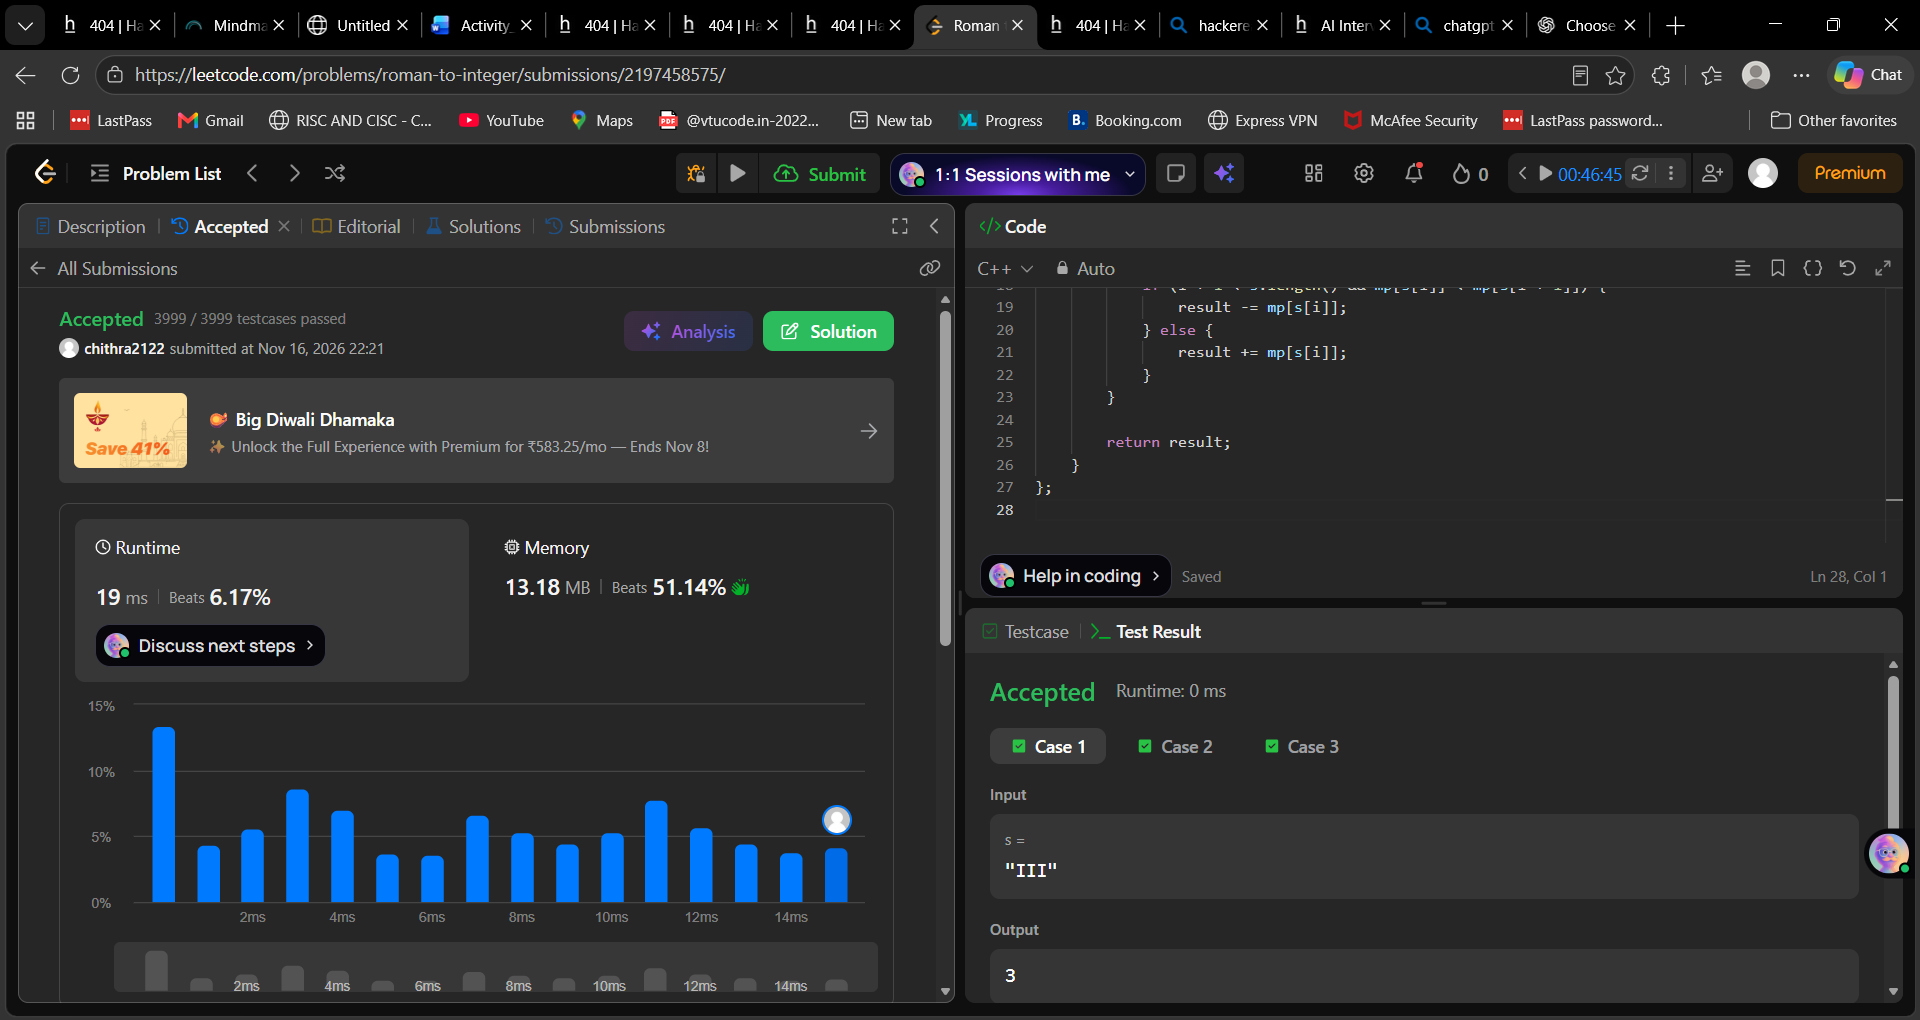 404 | Ha
Mindma
Untitled
Activity_
404 | Ha
404 | Ha
404 | Ha
Roman
404 | Ha
hackere
AI Inter
chatgpt
Choose
https://leetcode.com/problems/roman-to-integer/submissions/2197458575/
Chat
LastPass
Gmail
RISC AND CISC - C...
YouTube
Maps
@vtucode.in-2022...
New tab
Progress
Booking.com
Express VPN
McAfee Security
LastPass password...
Other favorites
Problem List
Submit
1:1 Sessions with me
0
00:46:45
Premium
Description
Accepted
Editorial
Solutions
Submissions
All Submissions
Accepted 3999 / 3999 testcases passed
chithra2122 submitted at Nov 16, 2026 22:21
Analysis
Solution
Save 41%
Big Diwali Dhamaka
Unlock the Full Experience with Premium for ₹583.25/mo — Ends Nov 8!
Runtime
19 ms | Beats 6.17%
Discuss next steps
Memory
13.18 MB | Beats 51.14%
15%
10%
5%
0%
2ms 4ms 6ms 8ms 10ms 12ms 14ms
2ms 4ms 6ms 8ms 10ms 12ms 14ms
</> Code
C++
Auto
19 result -= mp[s[i]];
20 } else {
21 result += mp[s[i]];
22 }
23 }
24
25 return result;
26 }
27 };
28
Help in coding
Saved
Ln 28, Col 1
Testcase
Test Result
Accepted Runtime: 0 ms
Case 1
Case 2
Case 3
Input
s =
"III"
Output
3